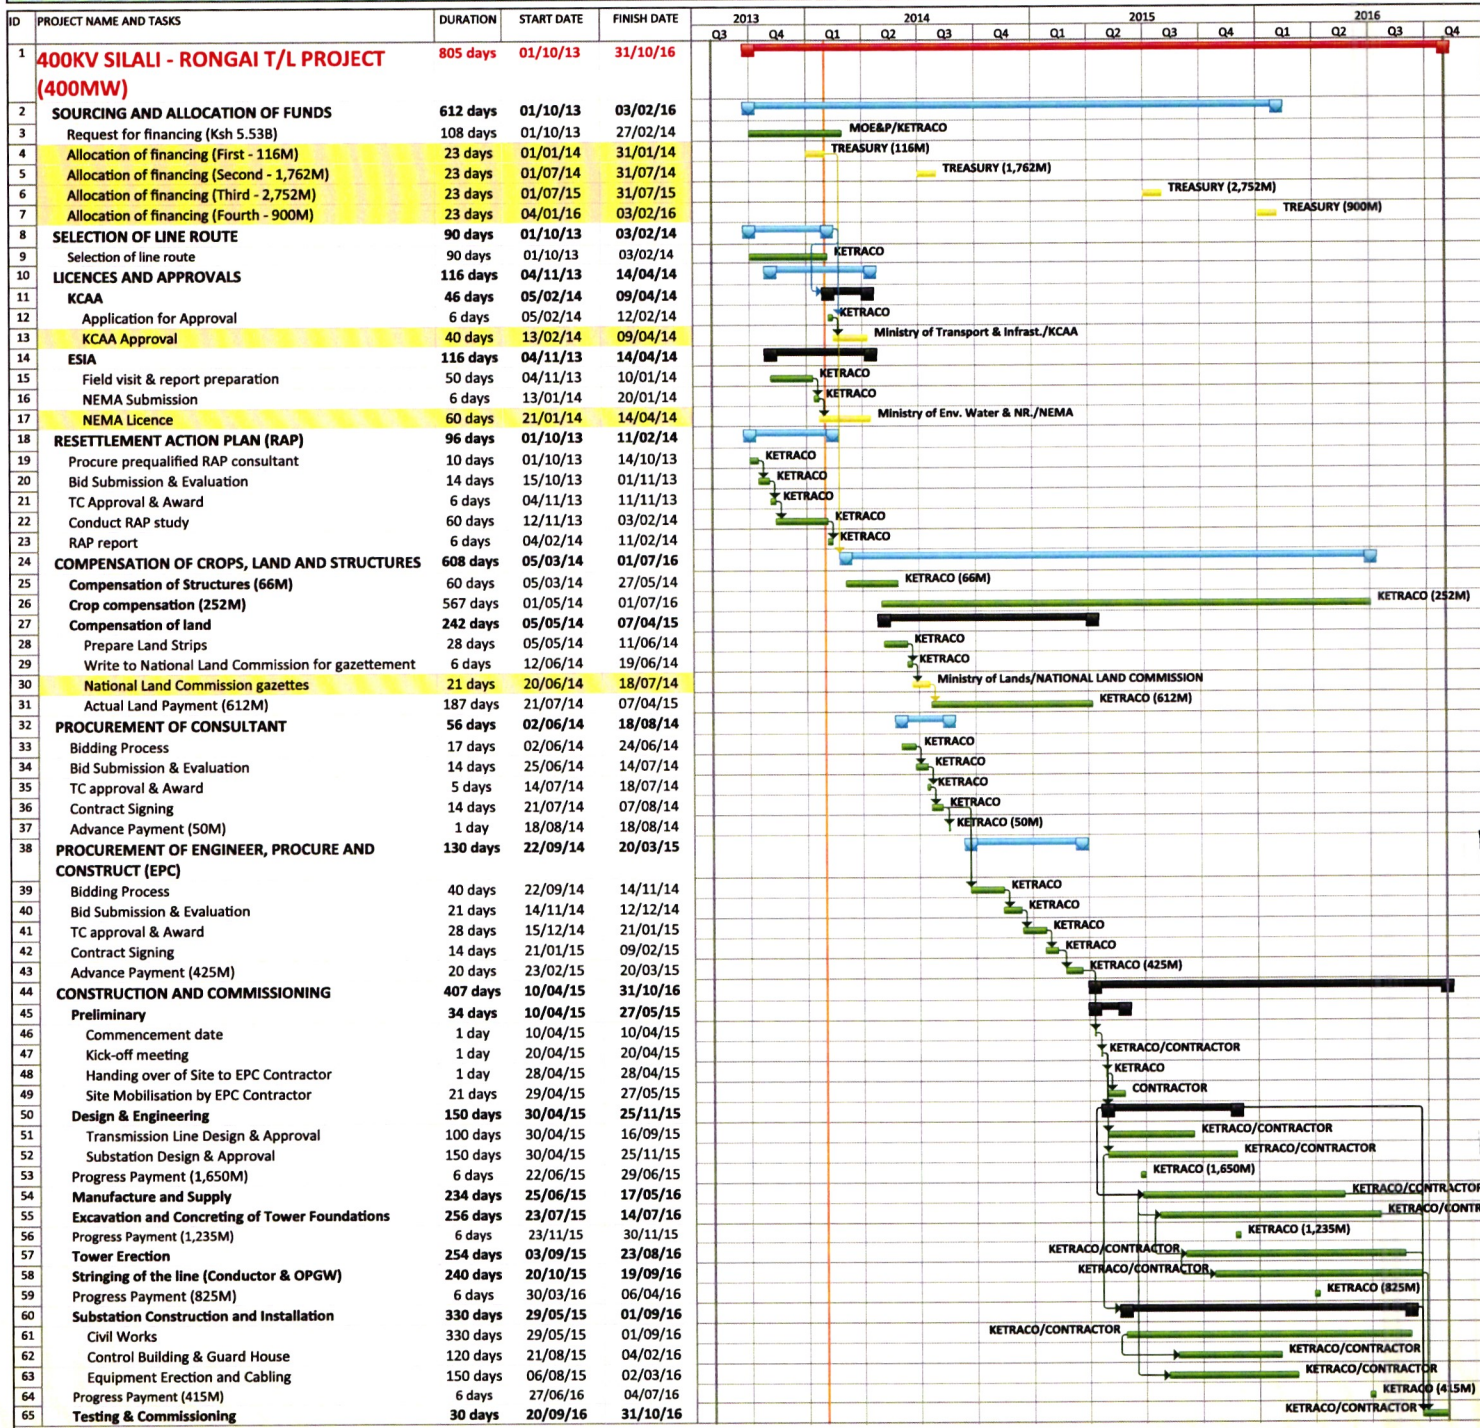 ID PROJECT NAME AND TASKS DURATION START DATE FINISH DATE 2013 2014 2015 2016
Q3 Q4 Q1 Q2 Q3 Q4 Q1 Q2 Q3 Q4 Q1 Q2 Q3 Q4
1 400KV SILALI - RONGAI T/L PROJECT 805 days 01/10/13 31/10/16
(400MW)
2 SOURCING AND ALLOCATION OF FUNDS 612 days 01/10/13 03/02/16
3 Request for financing (Ksh 5.53B) 108 days 01/10/13 27/02/14 MOE&P/KETRACO
4 Allocation of financing (First - 116M) 23 days 01/01/14 31/01/14 TREASURY (116M)
5 Allocation of financing (Second - 1,762M) 23 days 01/07/14 31/07/14 TREASURY (1,762M)
6 Allocation of financing (Third - 2,752M) 23 days 01/07/15 31/07/15 TREASURY (2,752M)
7 Allocation of financing (Fourth - 900M) 23 days 04/01/16 03/02/16 TREASURY (900M)
8 SELECTION OF LINE ROUTE 90 days 01/10/13 03/02/14
9 Selection of line route 90 days 01/10/13 03/02/14 KETRACO
10 LICENCES AND APPROVALS 116 days 04/11/13 14/04/14
11 KCAA 46 days 05/02/14 09/04/14
12 Application for Approval 6 days 05/02/14 12/02/14 KETRACO
13 KCAA Approval 40 days 13/02/14 09/04/14 Ministry of Transport & Infrast./KCAA
14 ESIA 116 days 04/11/13 14/04/14
15 Field visit & report preparation 50 days 04/11/13 10/01/14 KETRACO
16 NEMA Submission 6 days 13/01/14 20/01/14 KETRACO
17 NEMA Licence 60 days 21/01/14 14/04/14 Ministry of Env. Water & NR./NEMA
18 RESETTLEMENT ACTION PLAN (RAP) 96 days 01/10/13 11/02/14
19 Procure prequalified RAP consultant 10 days 01/10/13 14/10/13 KETRACO
20 Bid Submission & Evaluation 14 days 15/10/13 01/11/13 KETRACO
21 TC Approval & Award 6 days 04/11/13 11/11/13 KETRACO
22 Conduct RAP study 60 days 12/11/13 03/02/14 KETRACO
23 RAP report 6 days 04/02/14 11/02/14 KETRACO
24 COMPENSATION OF CROPS, LAND AND STRUCTURES 608 days 05/03/14 01/07/16
25 Compensation of Structures (66M) 60 days 05/03/14 27/05/14 KETRACO (66M)
26 Crop compensation (252M) 567 days 01/05/14 01/07/16 KETRACO (252M)
27 Compensation of land 242 days 05/05/14 07/04/15
28 Prepare Land Strips 28 days 05/05/14 11/06/14 KETRACO
29 Write to National Land Commission for gazettement 6 days 12/06/14 19/06/14 KETRACO
30 National Land Commission gazettes 21 days 20/06/14 18/07/14 Ministry of Lands/NATIONAL LAND COMMISSION
31 Actual Land Payment (612M) 187 days 21/07/14 07/04/15 KETRACO (612M)
32 PROCUREMENT OF CONSULTANT 56 days 02/06/14 18/08/14
33 Bidding Process 17 days 02/06/14 24/06/14 KETRACO
34 Bid Submission & Evaluation 14 days 25/06/14 14/07/14 KETRACO
35 TC approval & Award 5 days 14/07/14 18/07/14 KETRACO
36 Contract Signing 14 days 21/07/14 07/08/14 KETRACO
37 Advance Payment (50M) 1 day 18/08/14 18/08/14 KETRACO (50M)
38 PROCUREMENT OF ENGINEER, PROCURE AND 130 days 22/09/14 20/03/15
CONSTRUCT (EPC)
39 Bidding Process 40 days 22/09/14 14/11/14 KETRACO
40 Bid Submission & Evaluation 21 days 14/11/14 12/12/14 KETRACO
41 TC approval & Award 28 days 15/12/14 21/01/15 KETRACO
42 Contract Signing 14 days 21/01/15 09/02/15 KETRACO
43 Advance Payment (425M) 20 days 23/02/15 20/03/15 KETRACO (425M)
44 CONSTRUCTION AND COMMISSIONING 407 days 10/04/15 31/10/16
45 Preliminary 34 days 10/04/15 27/05/15
46 Commencement date 1 day 10/04/15 10/04/15
47 Kick-off meeting 1 day 20/04/15 20/04/15 KETRACO/CONTRACTOR
48 Handing over of Site to EPC Contractor 1 day 28/04/15 28/04/15 KETRACO
49 Site Mobilisation by EPC Contractor 21 days 29/04/15 27/05/15 CONTRACTOR
50 Design & Engineering 150 days 30/04/15 25/11/15
51 Transmission Line Design & Approval 100 days 30/04/15 16/09/15 KETRACO/CONTRACTOR
52 Substation Design & Approval 150 days 30/04/15 25/11/15 KETRACO/CONTRACTOR
53 Progress Payment (1,650M) 6 days 22/06/15 29/06/15 KETRACO (1,650M)
54 Manufacture and Supply 234 days 25/06/15 17/05/16 KETRACO/CONTRACTOR
55 Excavation and Concreting of Tower Foundations 256 days 23/07/15 14/07/16 KETRACO/CONTR
56 Progress Payment (1,235M) 6 days 23/11/15 30/11/15 KETRACO (1,235M)
57 Tower Erection 254 days 03/09/15 23/08/16 KETRACO/CONTRACTOR
58 Stringing of the line (Conductor & OPGW) 240 days 20/10/15 19/09/16 KETRACO/CONTRACTOR
59 Progress Payment (825M) 6 days 30/03/16 06/04/16 KETRACO (825M)
60 Substation Construction and Installation 330 days 29/05/15 01/09/16
61 Civil Works 330 days 29/05/15 01/09/16 KETRACO/CONTRACTOR
62 Control Building & Guard House 120 days 21/08/15 04/02/16 KETRACO/CONTRACTOR
63 Equipment Erection and Cabling 150 days 06/08/15 02/03/16 KETRACO/CONTRACTOR
64 Progress Payment (415M) 6 days 27/06/16 04/07/16 KETRACO (415M)
65 Testing & Commissioning 30 days 20/09/16 31/10/16 KETRACO/CONTRACTOR